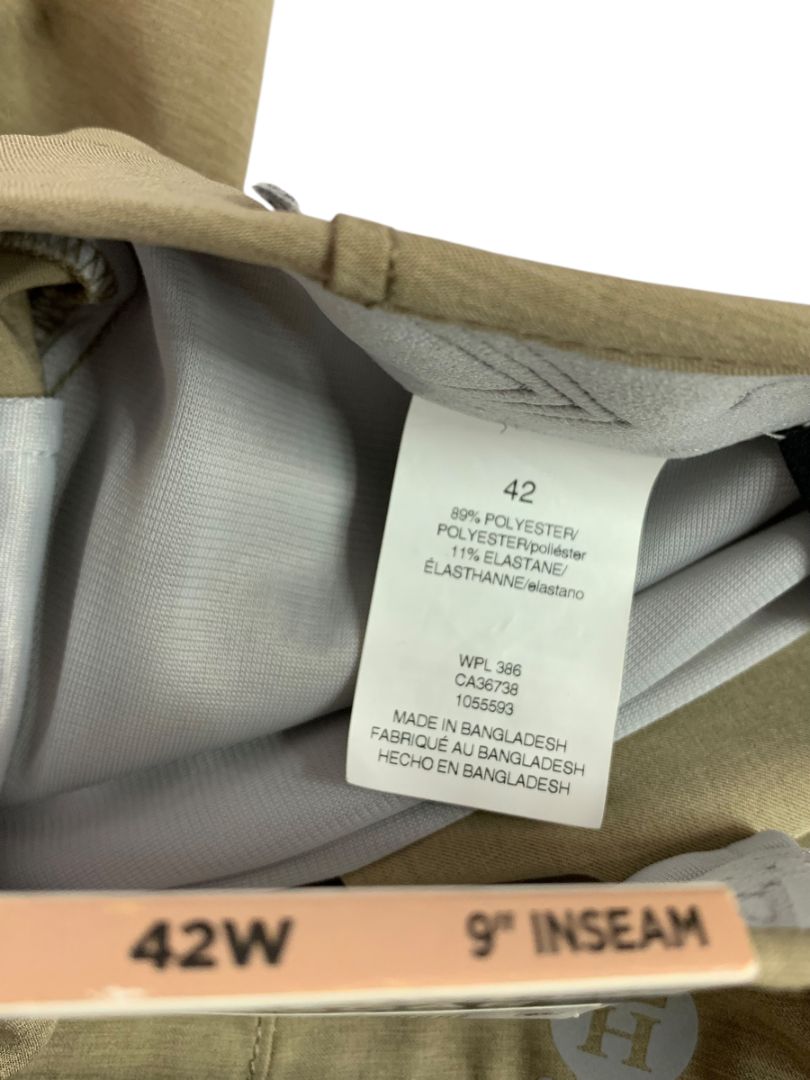 42
89% POLYESTER/
POLYESTER/poliéster
11% ELASTANE/
ÉLASTHANNE/elastano
WPL 386
CA36738
1055593
MADE IN BANGLADESH
FABRIQUÉ AU BANGLADESH
HECHO EN BANGLADESH
42W 9" INSEAM
H